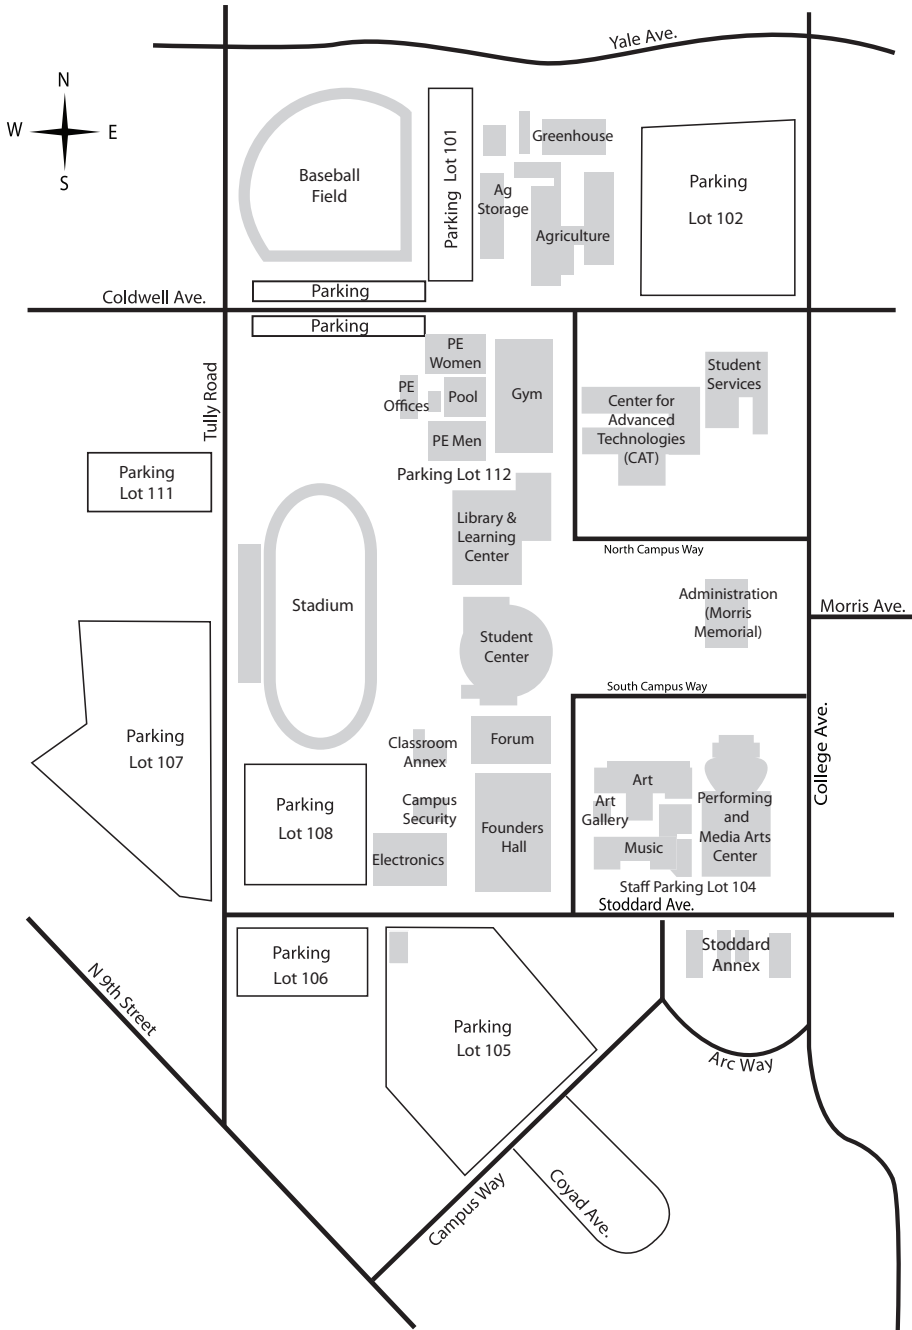 Yale Ave.
N
W
E
S
Baseball
Field
Parking Lot 101
Greenhouse
Ag
Storage
Agriculture
Parking
Lot 102
Parking
Coldwell Ave.
Parking
Tully Road
PE
Women
PE
Offices
Pool
PE Men
Gym
Student
Services
Center for
Advanced
Technologies
(CAT)
Parking
Lot 111
Parking Lot 112
Library &
Learning
Center
North Campus Way
Stadium
Administration
(Morris
Memorial)
Morris Ave.
Student
Center
South Campus Way
College Ave.
Parking
Lot 107
Classroom
Annex
Forum
Parking
Lot 108
Campus
Security
Electronics
Founders
Hall
Art
Art
Gallery
Music
Performing
and
Media Arts
Center
Staff Parking Lot 104
Stoddard Ave.
Parking
Lot 106
Stoddard
Annex
N 9th Street
Parking
Lot 105
Arc Way
Campus Way
Coyad Ave.